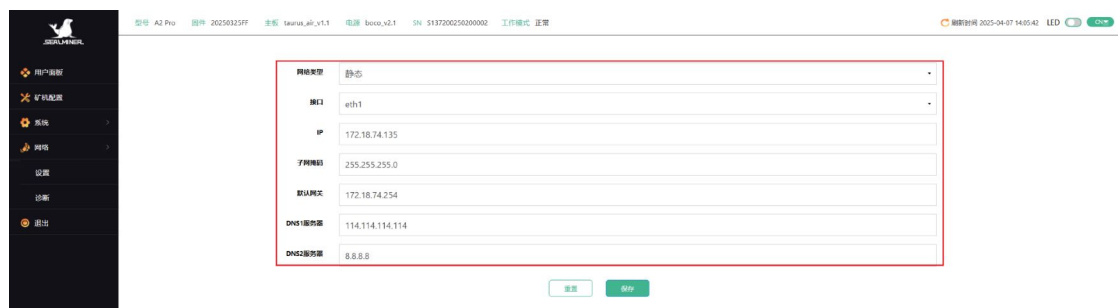 SEALMINER
型号 A2 Pro 固件 20250325FF 主板 taurus_air_v1.1 电源 boco_v2.1 SN S137200250200002 工作模式 正常
刷新时间 2025-04-07 14:05:42 LED CN
用户面板
矿机配置
系统
网络
设置
诊断
退出
网络类型 静态
接口 eth1
IP 172.18.74.135
子网掩码 255.255.255.0
默认网关 172.18.74.254
DNS1服务器 114.114.114.114
DNS2服务器 8.8.8.8
重置 保存